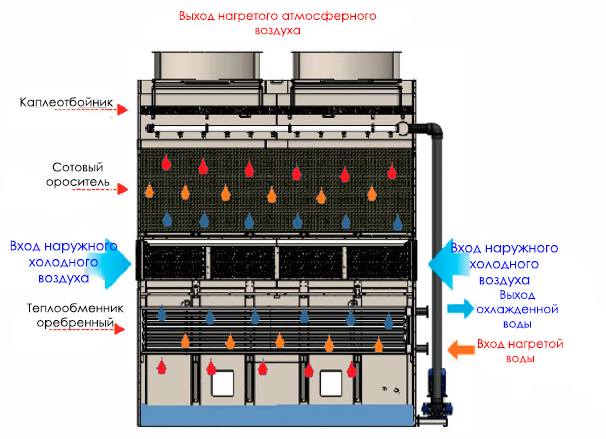 Выход нагретого атмосферного
воздуха
Каплеотбойник
Сотовый
ороситель
Вход наружного
холодного
воздуха
Вход наружного
холодного
воздуха
Выход
охлажденной
воды
Теплообменник
оребренный
Вход нагретой
воды